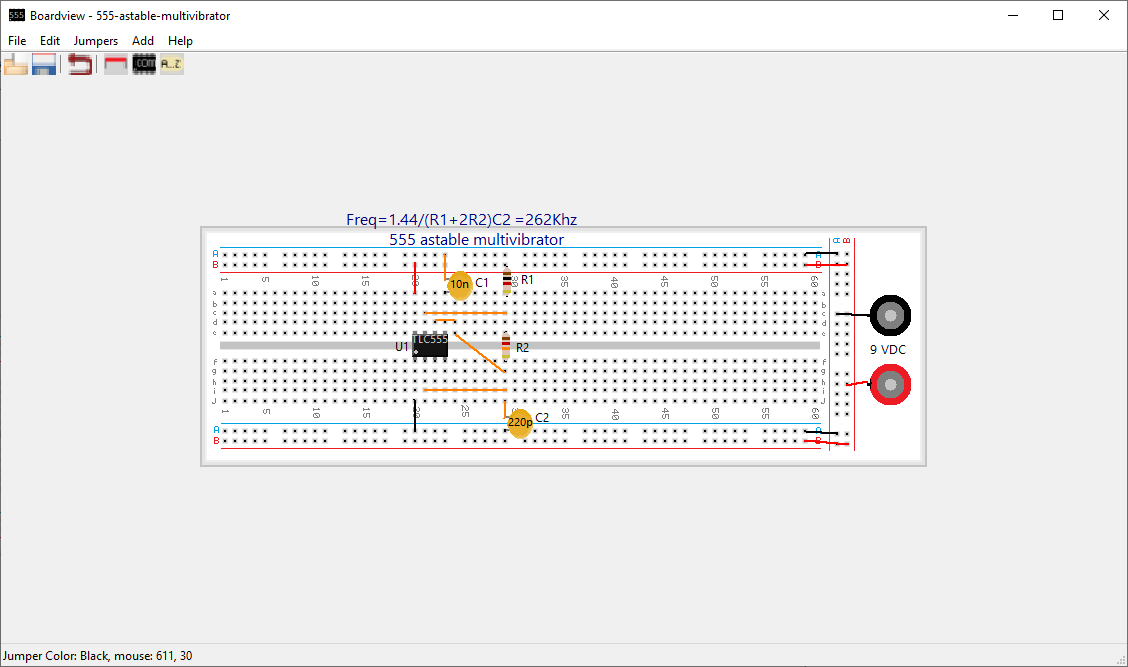 555 Boardview - 555-astable-multivibrator
File Edit Jumpers Add Help
.COM A...Z
Freq=1.44/(R1+2R2)C2 =262Khz
555 astable multivibrator
A A A B
B B
1 5 10 15 20 10n C1 30 R1 35 40 45 50 55 60
a a
b b
c c
d d
e e
U1 TLC555 R2 9 VDC
f f
g g
h h
i i
J J
1 5 10 15 20 25 220p C2 35 40 45 50 55 60
A A
B B
Jumper Color: Black, mouse: 611, 30